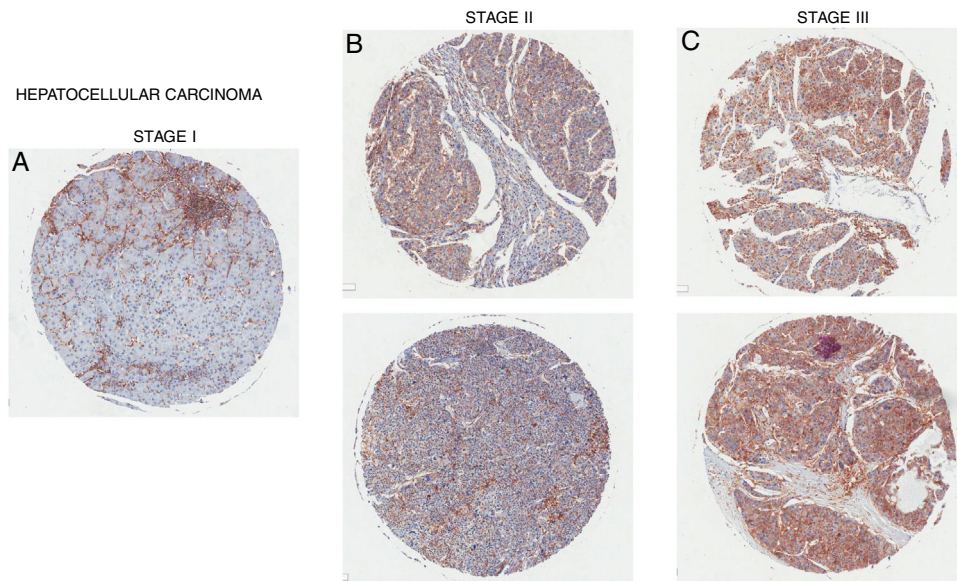 HEPATOCELLULAR CARCINOMA
STAGE I
A
STAGE II
B
STAGE III
C